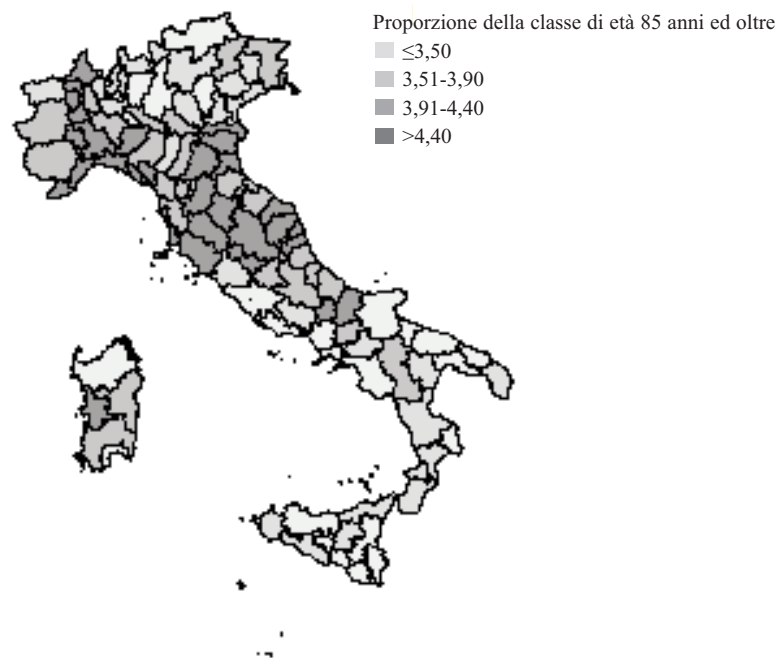 Proporzione della classe di età 85 anni ed oltre
≤3,50
3,51-3,90
3,91-4,40
>4,40